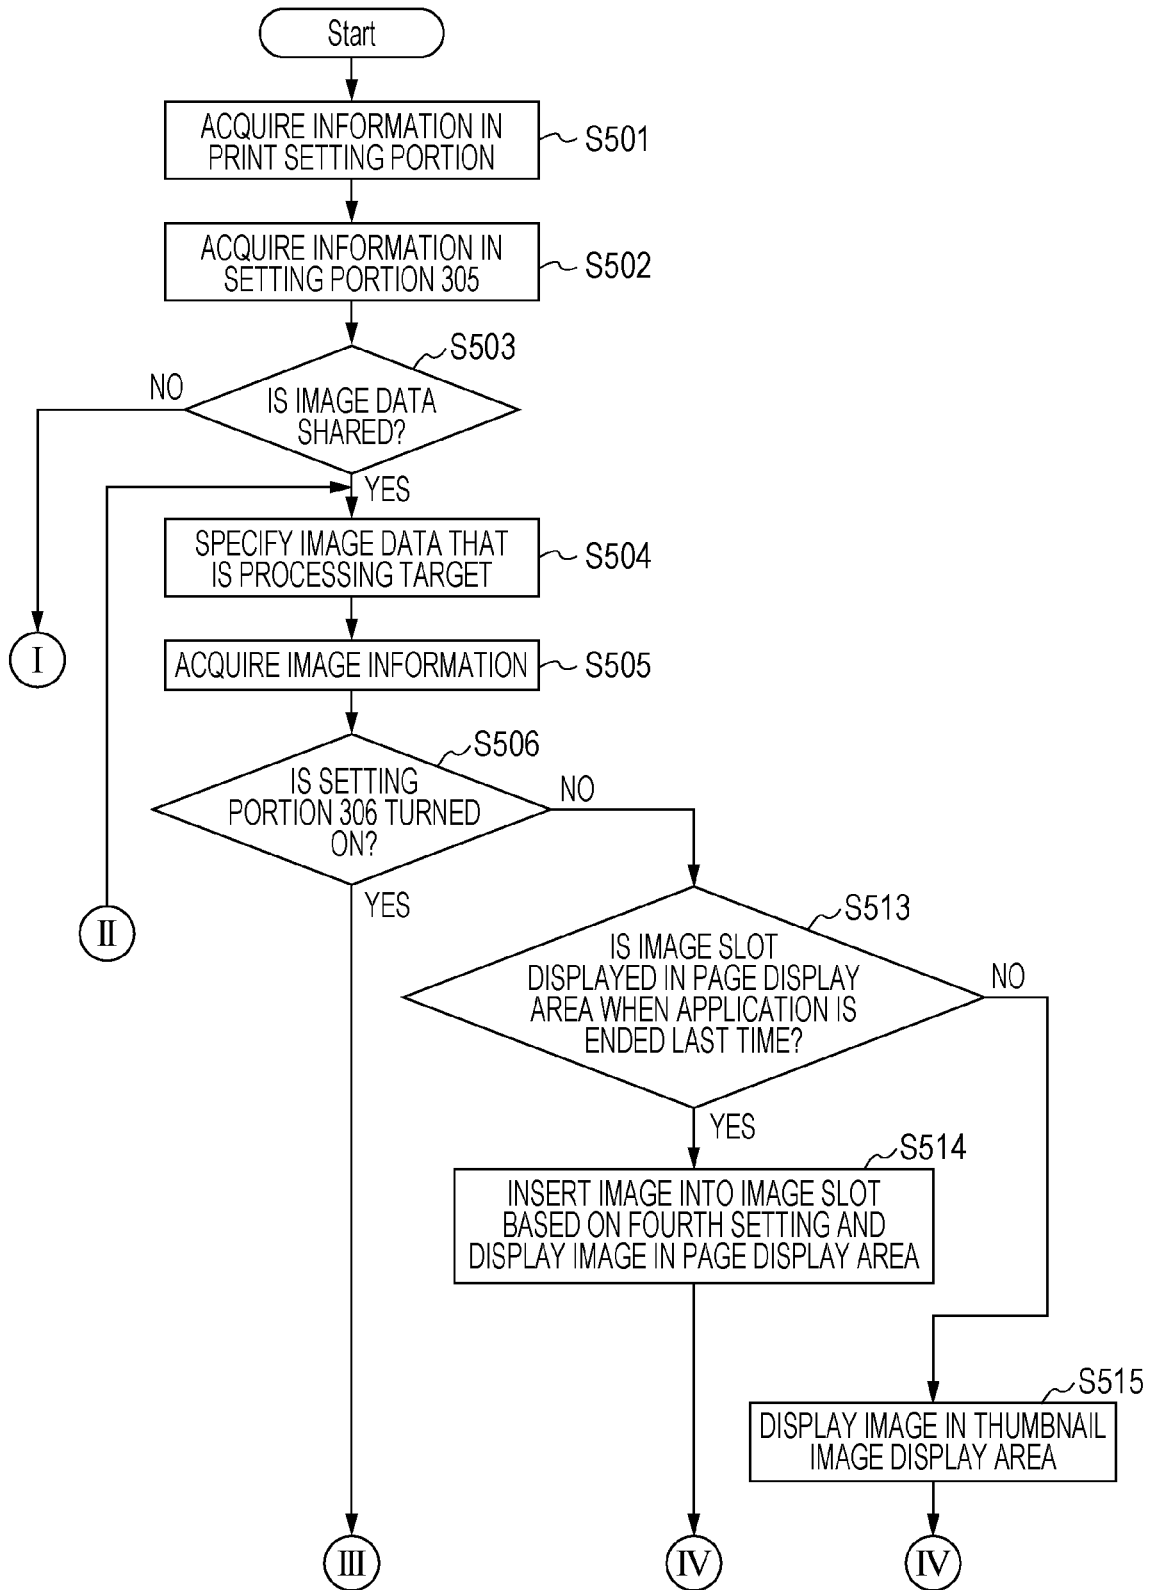 Start
ACQUIRE INFORMATION IN
PRINT SETTING PORTION
S501
ACQUIRE INFORMATION IN
SETTING PORTION 305
S502
S503
NO
IS IMAGE DATA
SHARED?
YES
SPECIFY IMAGE DATA THAT
IS PROCESSING TARGET
S504
I
ACQUIRE IMAGE INFORMATION
S505
S506
IS SETTING
PORTION 306 TURNED
ON?
NO
YES
II
S513
IS IMAGE SLOT
DISPLAYED IN PAGE DISPLAY
AREA WHEN APPLICATION IS
ENDED LAST TIME?
NO
YES
S514
INSERT IMAGE INTO IMAGE SLOT
BASED ON FOURTH SETTING AND
DISPLAY IMAGE IN PAGE DISPLAY AREA
S515
DISPLAY IMAGE IN THUMBNAIL
IMAGE DISPLAY AREA
III
IV
IV